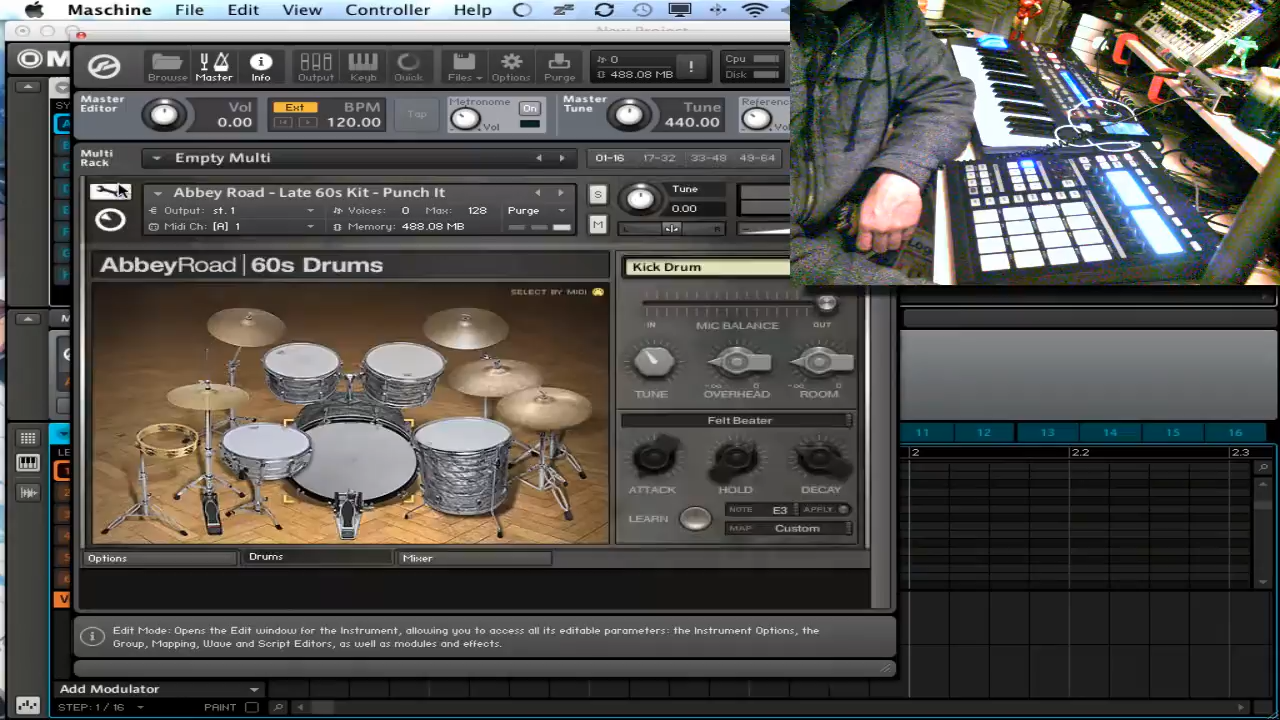 Maschine File Edit View Controller Help
New Project
Browse Master Info Output Keyb Quick Files Options Purge
0
488.08 MB
!
Cpu
Disk
Master Editor
Vol
0.00
Ext
BPM
120.00
Tap
Metronome
On
Vol
Master Tune
Tune
440.00
Multi Rack
Empty Multi
01-16 17-32 33-48 49-64
Abbey Road - Late 60s Kit - Punch It
Output: st.1
Voices: 0 Max: 128
Purge
Midi Ch: [A] 1
Memory: 488.08 MB
S
M
Tune
0.00
L R
AbbeyRoad | 60s Drums
SELECT BY MIDI
Kick Drum
IN MIC BALANCE OUT
TUNE OVERHEAD ROOM
Felt Beater
ATTACK HOLD DECAY
LEARN
NOTE E3 APPLY
MAP Custom
Options Drums Mixer
11 12 13 14 15 16
2 2.2 2.3
Edit Mode: Opens the Edit window for the Instrument, allowing you to access all its editable parameters: the Instrument Options, the
Group, Mapping, Wave and Script Editors, as well as modules and effects.
Add Modulator
STEP: 1 / 16 PAINT